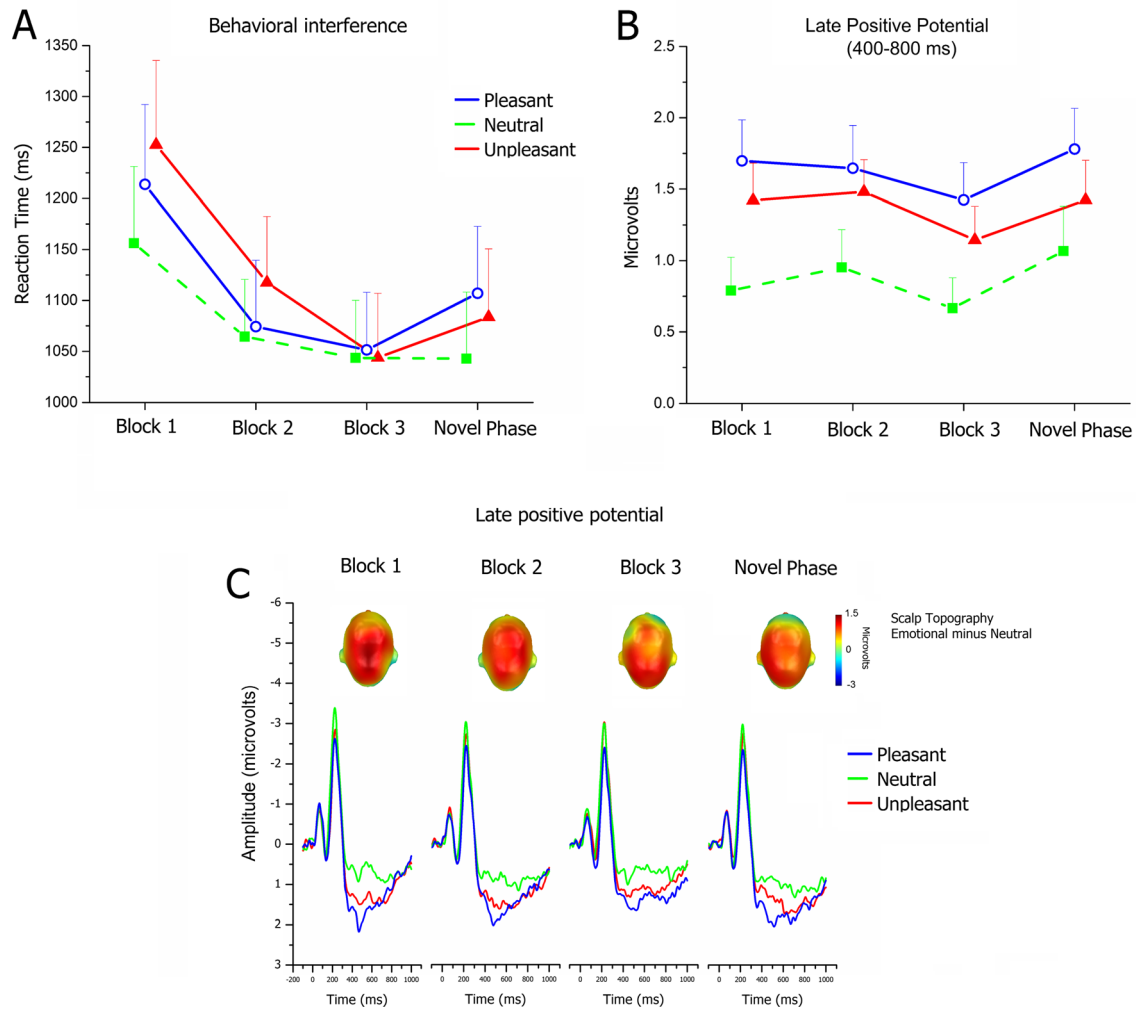 A
Behavioral interference
1350
1300
1250
1200
1150
1100
1050
1000
Reaction Time (ms)
Pleasant
Neutral
Unpleasant
Block 1
Block 2
Block 3
Novel Phase
B
Late Positive Potential
(400-800 ms)
2.5
2.0
1.5
1.0
0.5
0.0
Microvolts
Block 1
Block 2
Block 3
Novel Phase
Late positive potential
C
Block 1
Block 2
Block 3
Novel Phase
-6
-5
-4
-3
-2
-1
0
1
2
3
Amplitude (microvolts)
1.5
0
-3
Microvolts
Scalp Topography
Emotional minus Neutral
Pleasant
Neutral
Unpleasant
-200 0 200 400 600 800 1000
0 200 400 600 800 1000
0 200 400 600 800 1000
0 200 400 600 800 1000
Time (ms)
Time (ms)
Time (ms)
Time (ms)